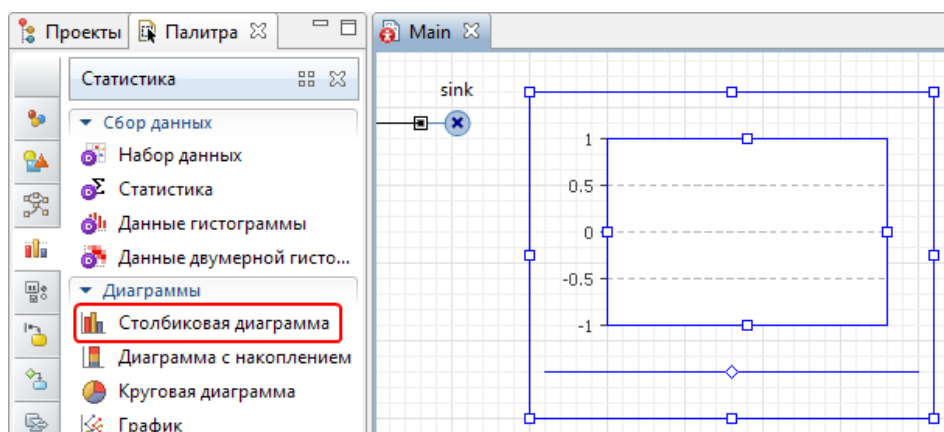 Проекты Палитра Main
Статистика
Сбор данных
Набор данных
Статистика
Данные гистограммы
Данные двумерной гисто...
Диаграммы
Столбиковая диаграмма
Диаграмма с накоплением
Круговая диаграмма
График
sink
1
0.5
0
-0.5
-1